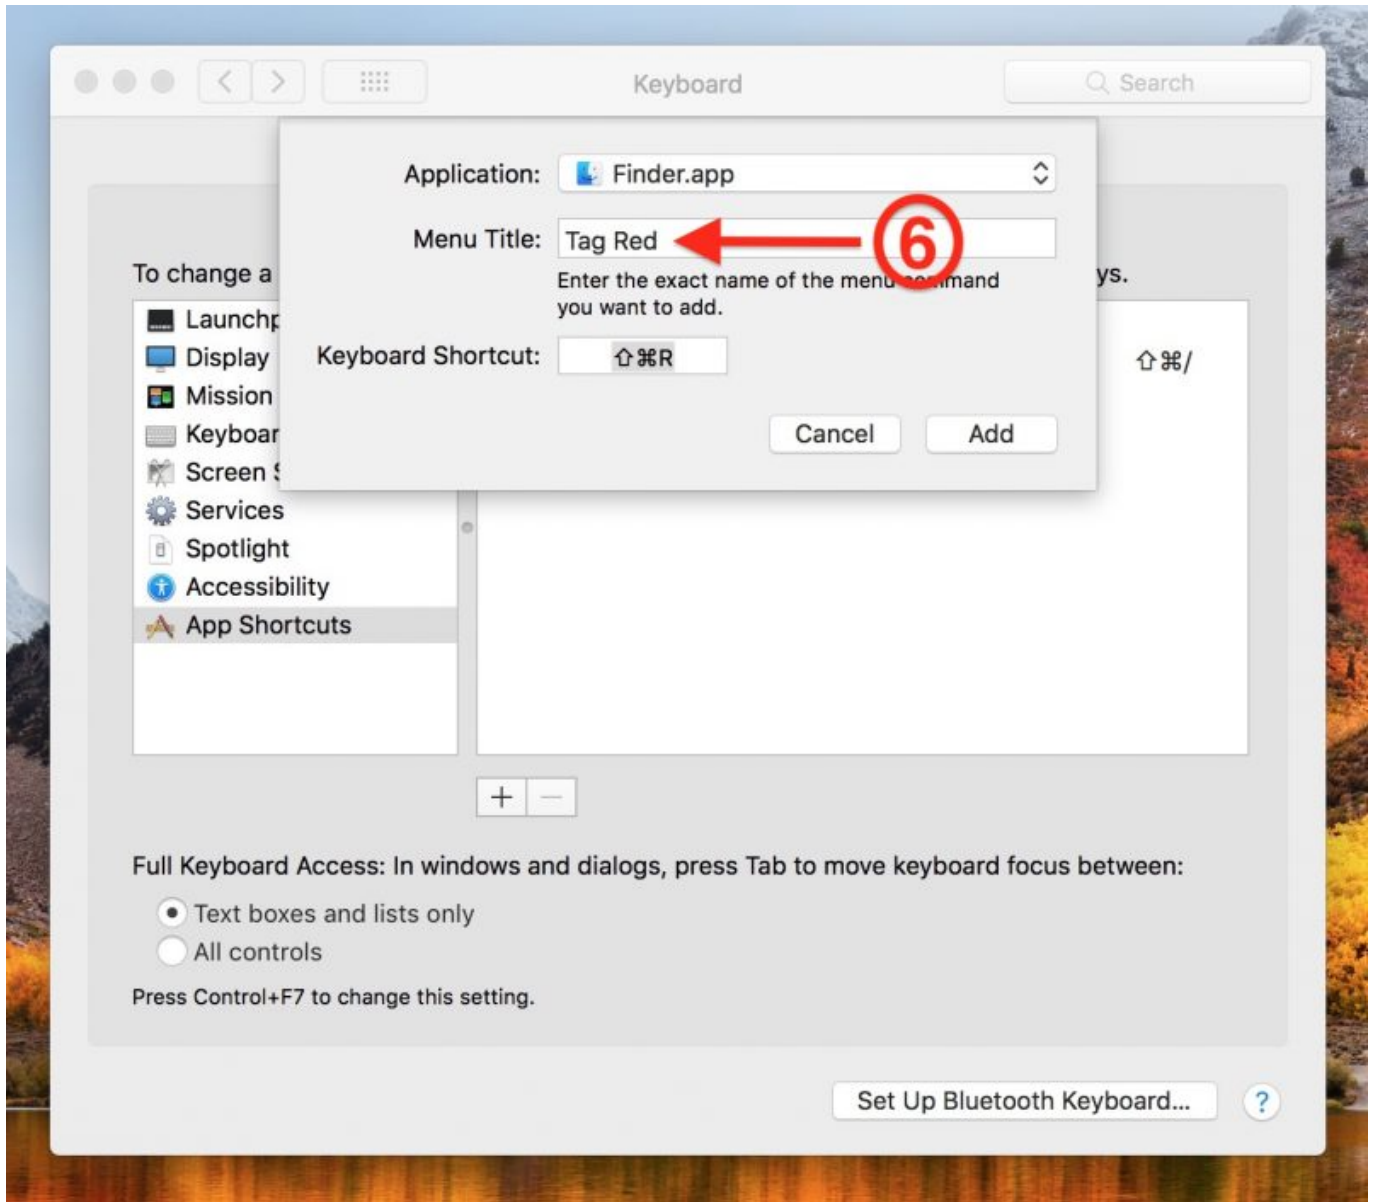 Keyboard
Search
Application:
Finder.app
Menu Title:
Tag Red
6
Enter the exact name of the menu command
you want to add.
Keyboard Shortcut:
⇧⌘R
Cancel
Add
To change a
ys.
Launchp
Display
⇧⌘/
Mission
Keyboar
Screen
Services
Spotlight
Accessibility
App Shortcuts
+
−
Full Keyboard Access: In windows and dialogs, press Tab to move keyboard focus between:
Text boxes and lists only
All controls
Press Control+F7 to change this setting.
Set Up Bluetooth Keyboard...
?